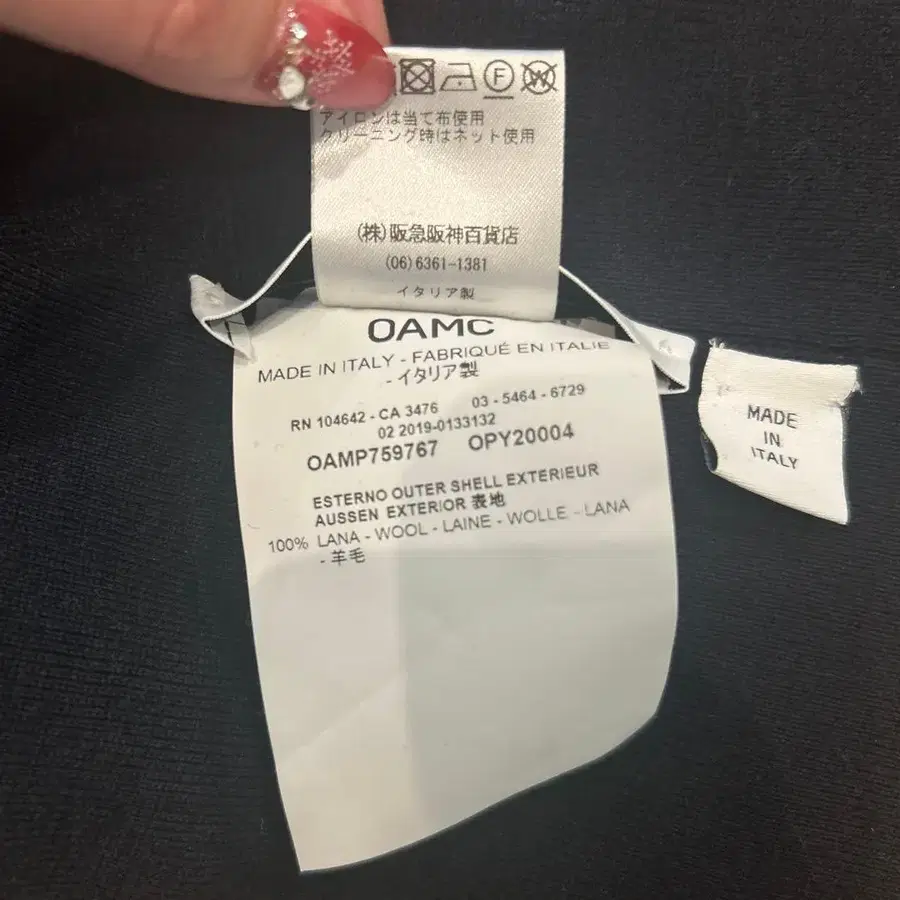 F W
アイロンは当て布使用
クリーニング時はネット使用
(株)阪急阪神百貨店
(06)6361-1381
イタリア製
OAMC
MADE IN ITALY - FABRIQUÉ EN ITALIE
- イタリア製
RN 104642 - CA 3476 03 - 5464 - 6729
02 2019-0133132
OAMP759767 OPY20004
ESTERNO OUTER SHELL EXTERIEUR
AUSSEN EXTERIOR 表地
100% LANA - WOOL - LAINE - WOLLE - LANA
- 羊毛
MADE
IN
ITALY